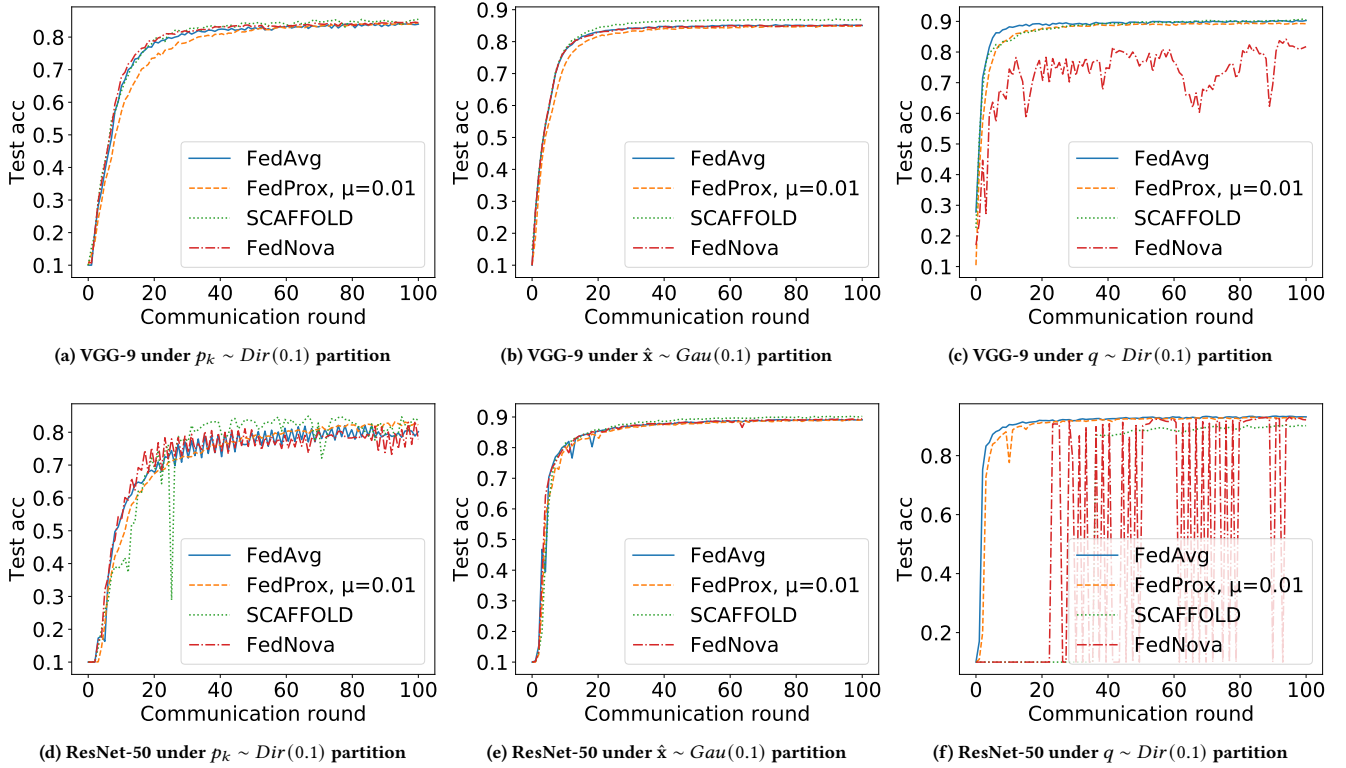 0.8
0.7
0.6
0.5
0.4
0.3
0.2
0.1
Test acc
FedAvg
FedProx, μ=0.01
SCAFFOLD
FedNova
0 20 40 60 80 100
Communication round
(a) VGG-9 under pₖ ∼ Dir(0.1) partition
0.9
0.8
0.7
0.6
0.5
0.4
0.3
0.2
0.1
Test acc
FedAvg
FedProx, μ=0.01
SCAFFOLD
FedNova
0 20 40 60 80 100
Communication round
(b) VGG-9 under x̂ ∼ Gau(0.1) partition
0.9
0.8
0.7
0.6
0.5
0.4
0.3
0.2
0.1
Test acc
FedAvg
FedProx, μ=0.01
SCAFFOLD
FedNova
0 20 40 60 80 100
Communication round
(c) VGG-9 under q ∼ Dir(0.1) partition
0.8
0.7
0.6
0.5
0.4
0.3
0.2
0.1
Test acc
FedAvg
FedProx, μ=0.01
SCAFFOLD
FedNova
0 20 40 60 80 100
Communication round
(d) ResNet-50 under pₖ ∼ Dir(0.1) partition
0.9
0.8
0.7
0.6
0.5
0.4
0.3
0.2
0.1
Test acc
FedAvg
FedProx, μ=0.01
SCAFFOLD
FedNova
0 20 40 60 80 100
Communication round
(e) ResNet-50 under x̂ ∼ Gau(0.1) partition
0.8
0.6
0.4
0.2
Test acc
FedAvg
FedProx, μ=0.01
SCAFFOLD
FedNova
0 20 40 60 80 100
Communication round
(f) ResNet-50 under q ∼ Dir(0.1) partition